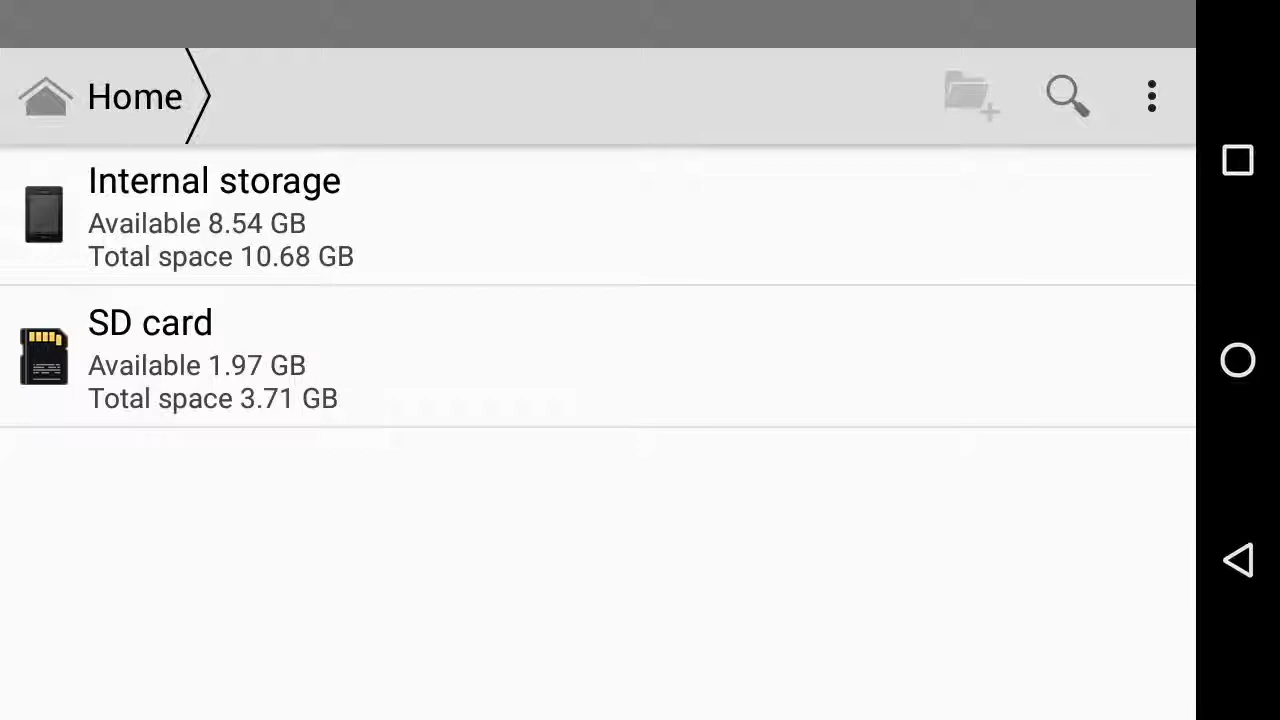 Home
Internal storage
Available 8.54 GB
Total space 10.68 GB
SD card
Available 1.97 GB
Total space 3.71 GB